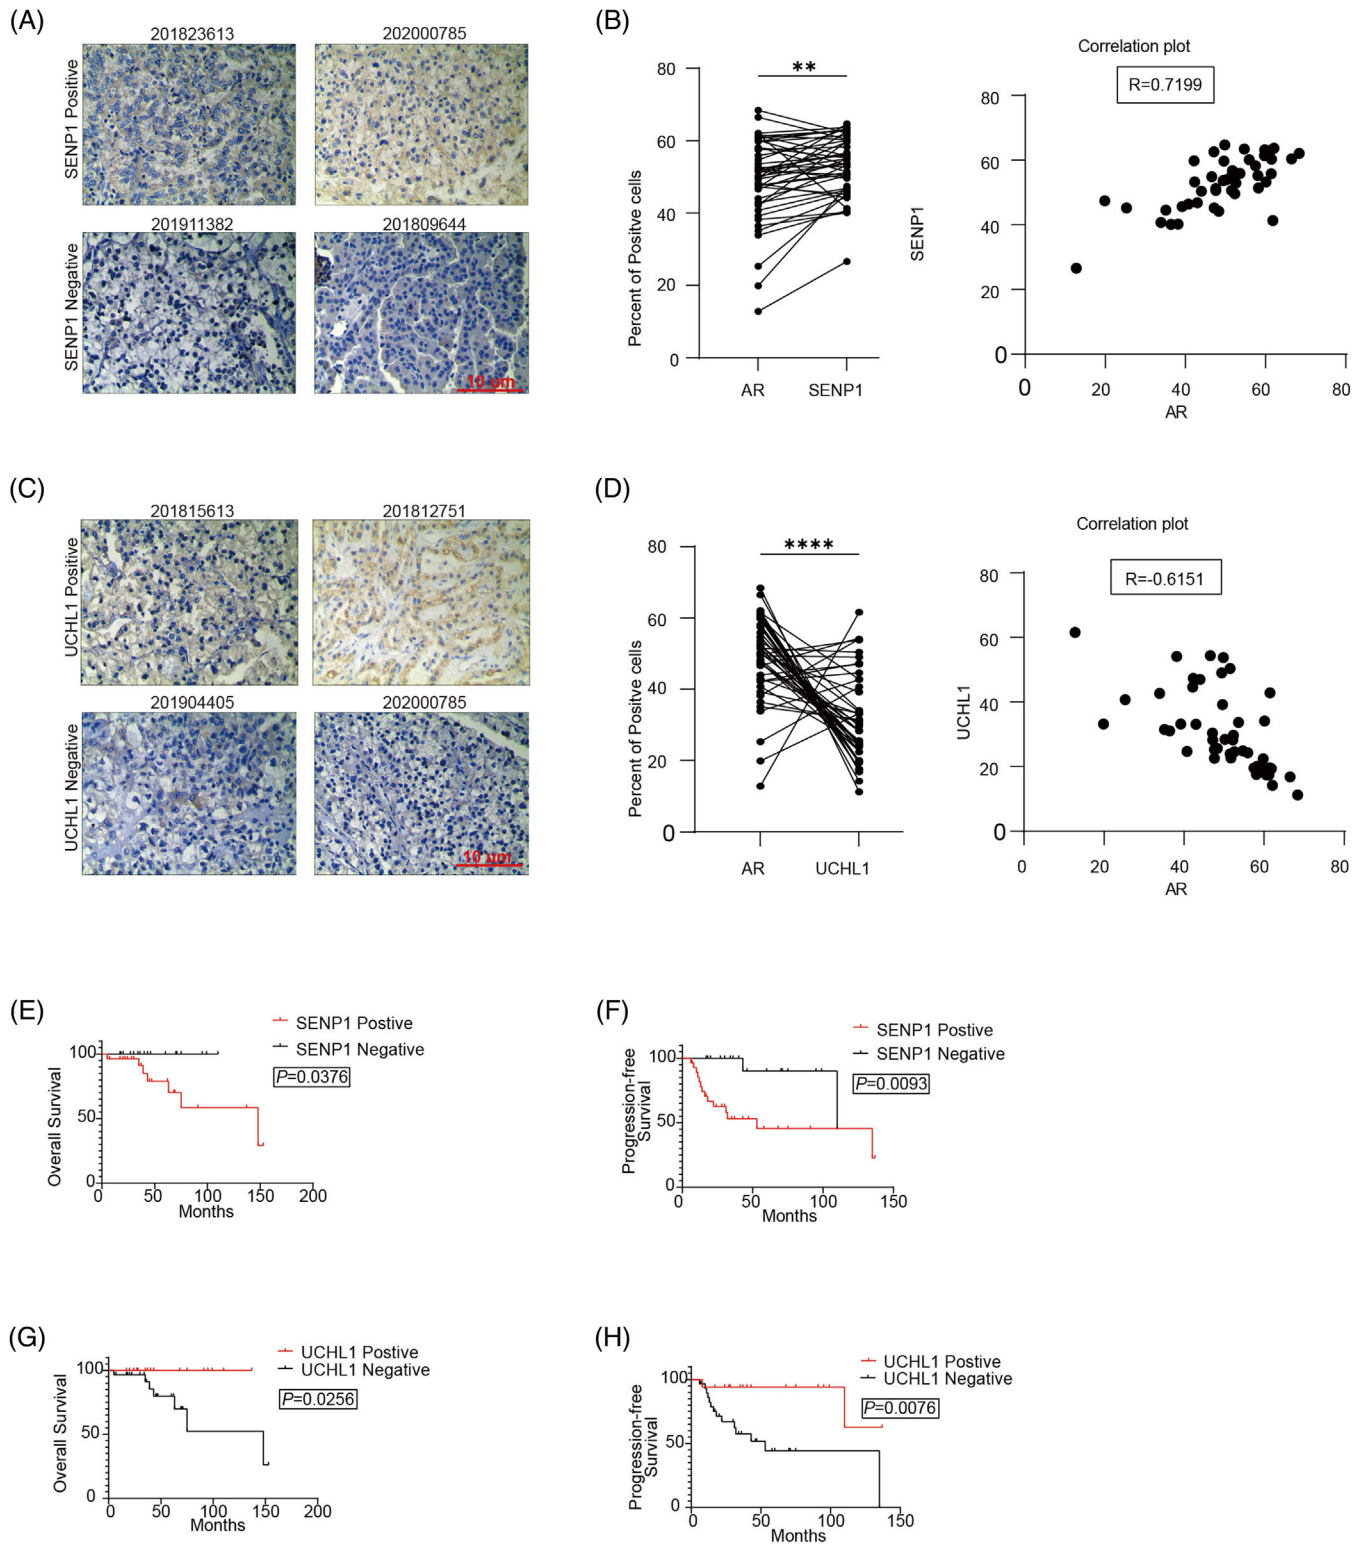 (A)
201823613
202000785
SENP1 Positive
201911382
201809644
SENP1 Negative
10 um
(B)
Percent of Positve cells
80
60
40
20
0
**
AR
SENP1
Correlation plot
R=0.7199
SENP1
80
60
40
20
0
0
20
40
60
80
AR
(C)
201815613
201812751
UCHL1 Positive
201904405
202000785
UCHL1 Negative
10 um
(D)
Percent of Positve cells
80
60
40
20
0
****
AR
UCHL1
Correlation plot
R=-0.6151
UCHL1
80
60
40
20
0
0
20
40
60
80
AR
(E)
SENP1 Postive
SENP1 Negative
P=0.0376
Overall Survival
100
50
0
0
50
100
150
200
Months
(F)
SENP1 Postive
SENP1 Negative
P=0.0093
Progression-free
Survival
100
50
0
0
50
100
150
Months
(G)
UCHL1 Postive
UCHL1 Negative
P=0.0256
Overall Survival
100
50
0
0
50
100
150
200
Months
(H)
UCHL1 Postive
UCHL1 Negative
P=0.0076
Progression-free
Survival
100
50
0
0
50
100
150
Months